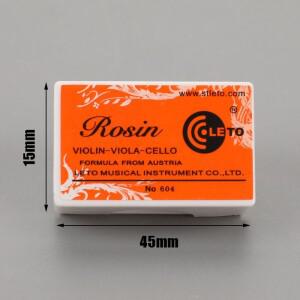 www.stleto.com
TM
Rosin
LETO
VIOLIN-VIOLA-CELLO
FORMULA FROM AUSTRIA
LETO MUSICAL INSTRUMENT CO.,LTD.
No 604
15mm
45mm